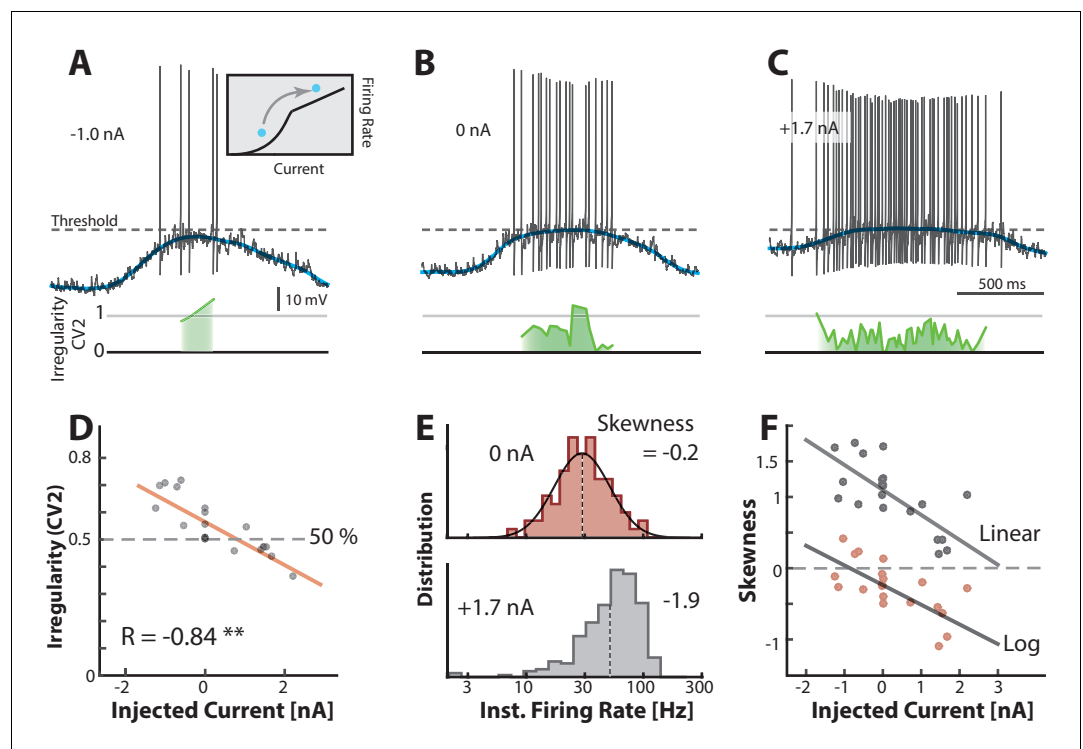 A
-1.0 nA
Firing Rate
Current
Threshold
10 mV
Irregularity
CV2
1
0
B
0 nA
C
+1.7 nA
500 ms
D
Irregularity (CV2)
0.8
0.5
0
50 %
R = -0.84 **
-2 0 2
Injected Current [nA]
E
Skewness
= -0.2
0 nA
Distribution
+1.7 nA
-1.9
3 10 30 100 300
Inst. Firing Rate [Hz]
F
Skewness
1.5
1
0
-1
Linear
Log
-2 -1 0 1 2 3
Injected Current [nA]